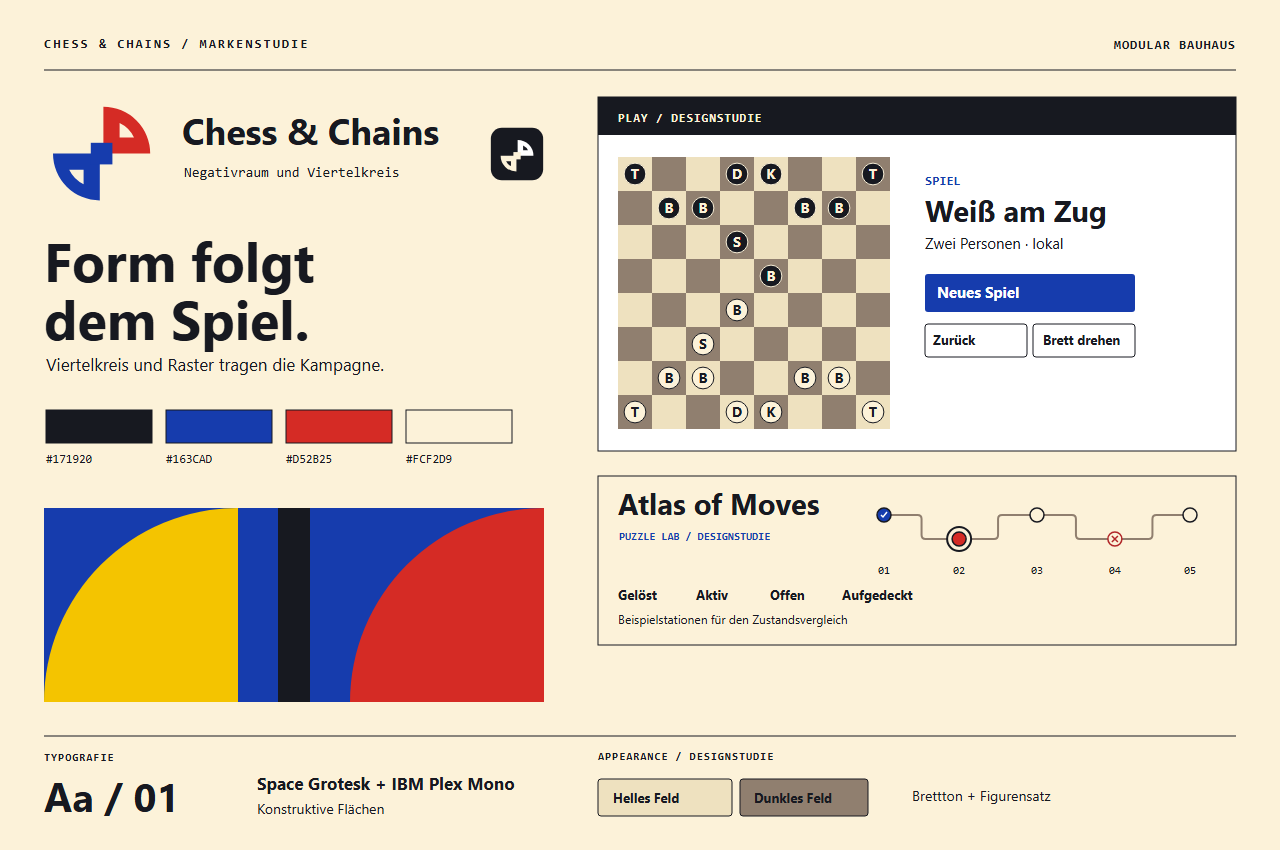 CHESS & CHAINS / MARKENSTUDIE
MODULAR BAUHAUS
Chess & Chains
Negativraum und Viertelkreis
Form folgt
dem Spiel.
Viertelkreis und Raster tragen die Kampagne.
#171920 #163CAD #D52B25 #FCF2D9
PLAY / DESIGNSTUDIE
T D K T
B B B B
S
B
B
S
B B B B
T D K T
SPIEL
Weiß am Zug
Zwei Personen · lokal
Neues Spiel
Zurück Brett drehen
Atlas of Moves
PUZZLE LAB / DESIGNSTUDIE
01 02 03 04 05
Gelöst Aktiv Offen Aufgedeckt
Beispielstationen für den Zustandsvergleich
TYPOGRAFIE
Aa / 01
Space Grotesk + IBM Plex Mono
Konstruktive Flächen
APPEARANCE / DESIGNSTUDIE
Helles Feld Dunkles Feld Brettton + Figurensatz